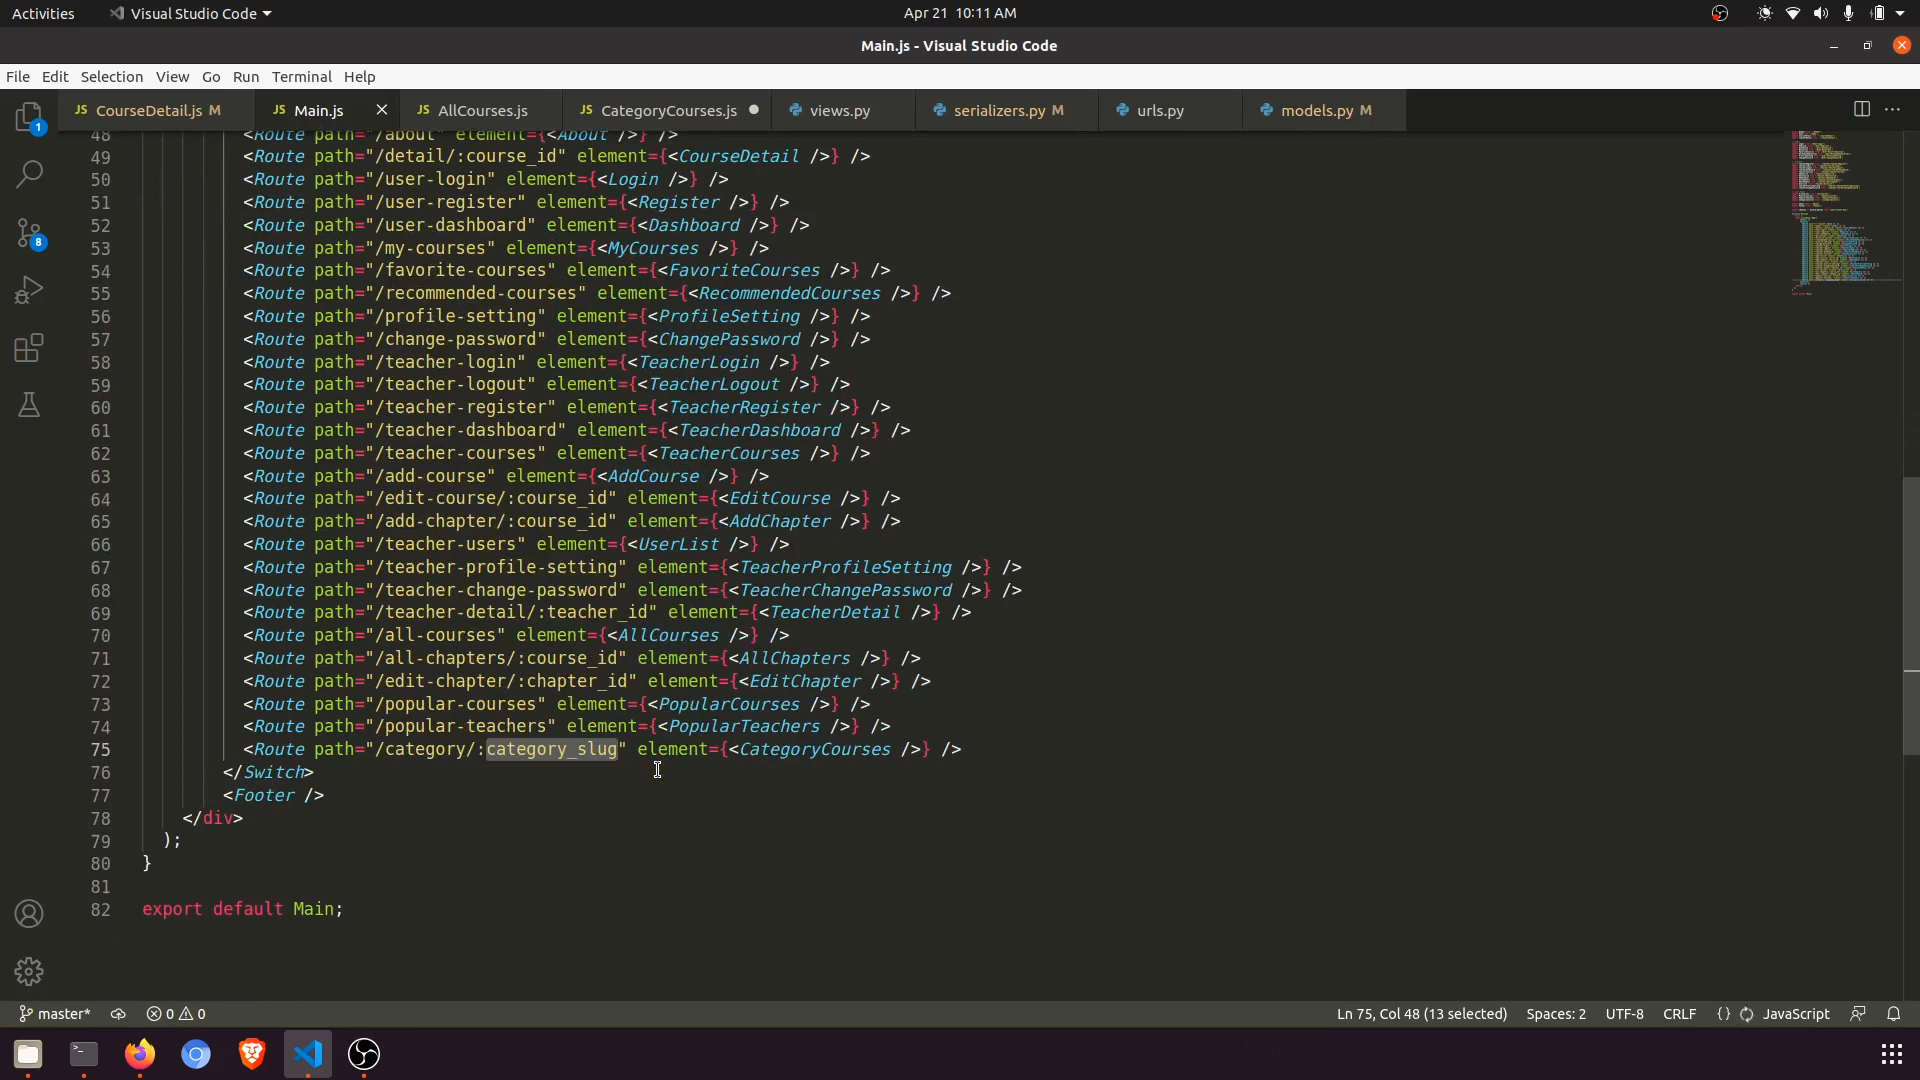 Activities Visual Studio Code Apr 21 10:11 AM
Main.js - Visual Studio Code
File Edit Selection View Go Run Terminal Help
JS CourseDetail.js M JS Main.js JS AllCourses.js JS CategoryCourses.js views.py serializers.py M urls.py models.py M
48 <Route path="/about" element={<About />} />
49 <Route path="/detail/:course_id" element={<CourseDetail />} />
50 <Route path="/user-login" element={<Login />} />
51 <Route path="/user-register" element={<Register />} />
52 <Route path="/user-dashboard" element={<Dashboard />} />
53 <Route path="/my-courses" element={<MyCourses />} />
54 <Route path="/favorite-courses" element={<FavoriteCourses />} />
55 <Route path="/recommended-courses" element={<RecommendedCourses />} />
56 <Route path="/profile-setting" element={<ProfileSetting />} />
57 <Route path="/change-password" element={<ChangePassword />} />
58 <Route path="/teacher-login" element={<TeacherLogin />} />
59 <Route path="/teacher-logout" element={<TeacherLogout />} />
60 <Route path="/teacher-register" element={<TeacherRegister />} />
61 <Route path="/teacher-dashboard" element={<TeacherDashboard />} />
62 <Route path="/teacher-courses" element={<TeacherCourses />} />
63 <Route path="/add-course" element={<AddCourse />} />
64 <Route path="/edit-course/:course_id" element={<EditCourse />} />
65 <Route path="/add-chapter/:course_id" element={<AddChapter />} />
66 <Route path="/teacher-users" element={<UserList />} />
67 <Route path="/teacher-profile-setting" element={<TeacherProfileSetting />} />
68 <Route path="/teacher-change-password" element={<TeacherChangePassword />} />
69 <Route path="/teacher-detail/:teacher_id" element={<TeacherDetail />} />
70 <Route path="/all-courses" element={<AllCourses />} />
71 <Route path="/all-chapters/:course_id" element={<AllChapters />} />
72 <Route path="/edit-chapter/:chapter_id" element={<EditChapter />} />
73 <Route path="/popular-courses" element={<PopularCourses />} />
74 <Route path="/popular-teachers" element={<PopularTeachers />} />
75 <Route path="/category/:category_slug" element={<CategoryCourses />} />
76 </Switch>
77 <Footer />
78 </div>
79 );
80 }
81
82 export default Main;
1
8
master* 0 0 Ln 75, Col 48 (13 selected) Spaces: 2 UTF-8 CRLF {} JavaScript